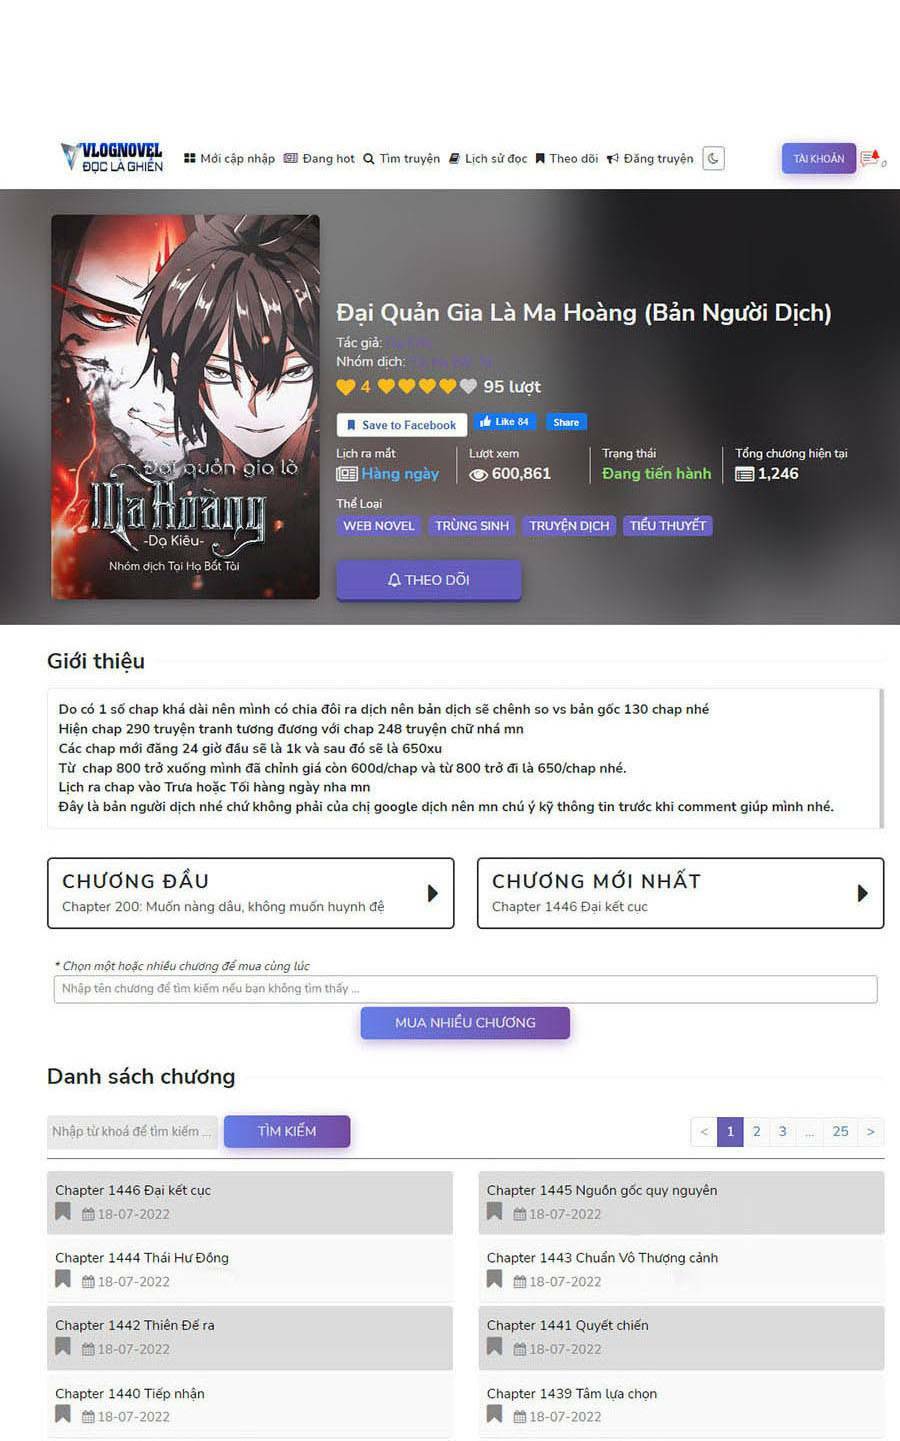 VLOGNOVEL
ĐỌC LÀ GHIỀN
Mới cập nhập Đang hot Tìm truyện Lịch sử đọc Theo dõi Đăng truyện
TÀI KHOẢN
0
Đại Quản Gia Là Ma Hoàng (Bản Người Dịch)
Tác giả:
Nhóm dịch:
4 95 lượt
Save to Facebook Like 84 Share
Lịch ra mắt Lượt xem Trạng thái Tổng chương hiện tại
Hàng ngày 600,861 Đang tiến hành 1,246
Thể Loại
WEB NOVEL TRÙNG SINH TRUYỆN DỊCH TIỂU THUYẾT
THEO DÕI
Đại quản gia là
Ma Hoàng
-Dạ Kiêu-
Nhóm dịch Tại Hạ Bất Tài
Giới thiệu
Do có 1 số chap khá dài nên mình có chia đôi ra dịch nên bản dịch sẽ chênh so vs bản gốc 130 chap nhé
Hiện chap 290 truyện tranh tương đương với chap 248 truyện chữ nhá mn
Các chap mới đăng 24 giờ đầu sẽ là 1k và sau đó sẽ là 650xu
Từ chap 800 trở xuống mình đã chỉnh giá còn 600d/chap và từ 800 trở đi là 650/chap nhé.
Lịch ra chap vào Trưa hoặc Tối hàng ngày nha mn
Đây là bản người dịch nhé chứ không phải của chị google dịch nên mn chú ý kỹ thông tin trước khi comment giúp mình nhé.
CHƯƠNG ĐẦU
Chapter 200: Muốn nàng dâu, không muốn huynh đệ
CHƯƠNG MỚI NHẤT
Chapter 1446 Đại kết cục
* Chọn một hoặc nhiều chương để mua cùng lúc
Nhập tên chương để tìm kiếm nếu bạn không tìm thấy ...
MUA NHIỀU CHƯƠNG
Danh sách chương
Nhập từ khoá để tìm kiếm ... TÌM KIẾM < 1 2 3 ... 25 >
Chapter 1446 Đại kết cục
18-07-2022
Chapter 1445 Nguồn gốc quy nguyên
18-07-2022
Chapter 1444 Thái Hư Đồng
18-07-2022
Chapter 1443 Chuẩn Vô Thượng cảnh
18-07-2022
Chapter 1442 Thiên Đế ra
18-07-2022
Chapter 1441 Quyết chiến
18-07-2022
Chapter 1440 Tiếp nhận
18-07-2022
Chapter 1439 Tâm lựa chọn
18-07-2022